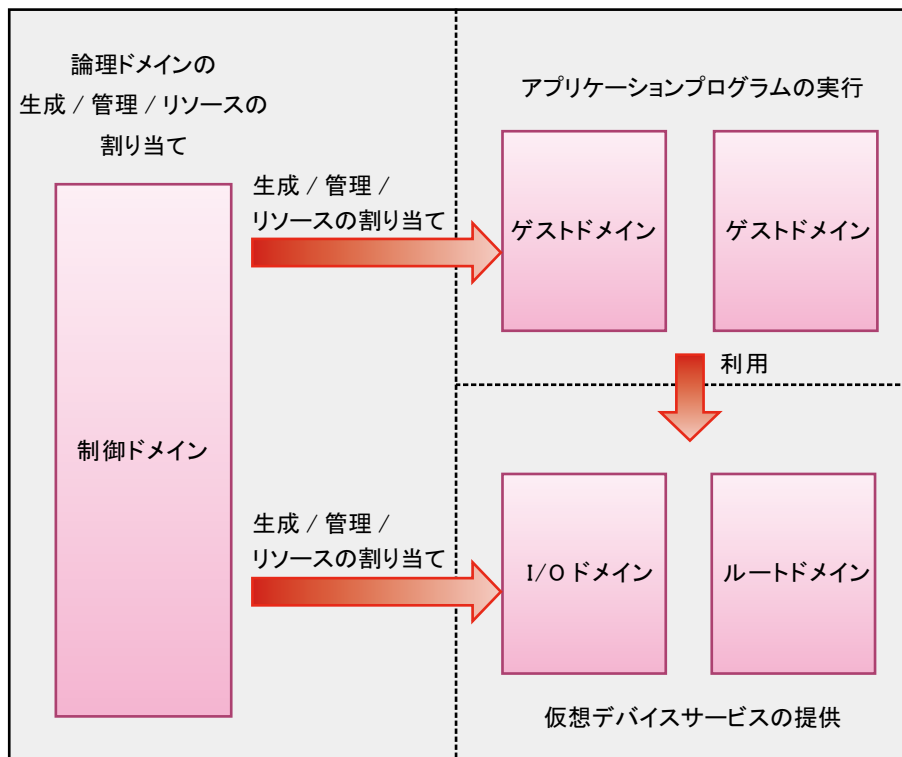 論理ドメインの
生成 / 管理 / リソースの
割り当て
制御ドメイン
生成 / 管理 /
リソースの割り当て
生成 / 管理 /
リソースの割り当て
アプリケーションプログラムの実行
ゲストドメイン
ゲストドメイン
利用
I/O ドメイン
ルートドメイン
仮想デバイスサービスの提供